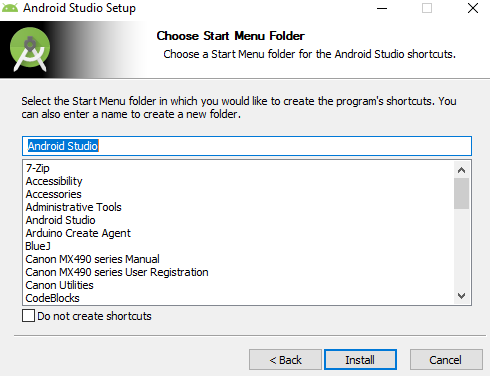 Android Studio Setup
Choose Start Menu Folder
Choose a Start Menu folder for the Android Studio shortcuts.
Select the Start Menu folder in which you would like to create the program's shortcuts. You
can also enter a name to create a new folder.
Android Studio
7-Zip
Accessibility
Accessories
Administrative Tools
Android Studio
Arduino Create Agent
BlueJ
Canon MX490 series Manual
Canon MX490 series User Registration
Canon Utilities
CodeBlocks
Do not create shortcuts
< Back
Install
Cancel